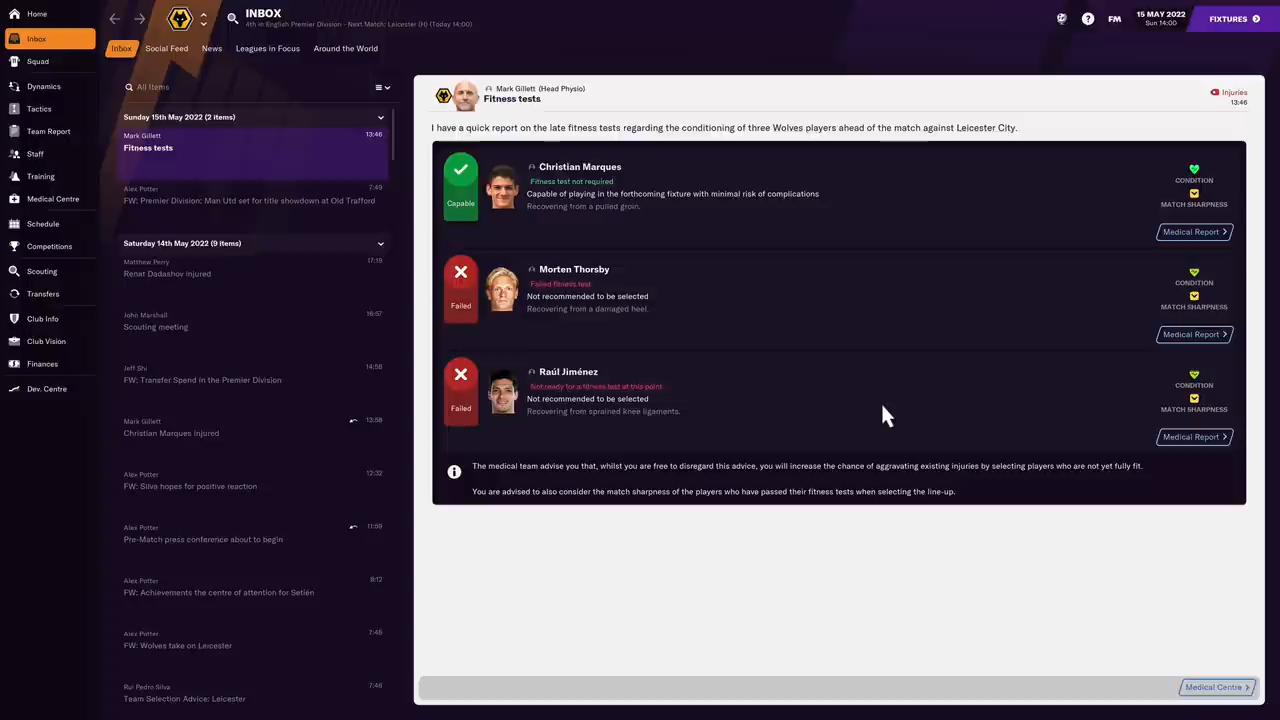 Home
Inbox
Squad
Dynamics
Tactics
Team Report
Staff
Training
Medical Centre
Schedule
Competitions
Scouting
Transfers
Club Info
Club Vision
Finances
Dev. Centre
INBOX
4th in English Premier Division - Next Match: Leicester (H) (Today 14:00)
FM
15 MAY 2022
Sun 14:00
FIXTURES
Inbox Social Feed News Leagues in Focus Around the World
All Items
Sunday 15th May 2022 (2 items)
Mark Gillett 13:46
Fitness tests
Alex Potter 7:49
FW: Premier Division: Man Utd set for title showdown at Old Trafford
Saturday 14th May 2022 (9 items)
Matthew Perry 17:19
Renat Dadashov injured
John Marshall 16:57
Scouting meeting
Jeff Shi 14:58
FW: Transfer Spend in the Premier Division
Mark Gillett 13:58
Christian Marques injured
Alex Potter 12:32
FW: Silva hopes for positive reaction
Alex Potter 11:59
Pre-Match press conference about to begin
Alex Potter 8:12
FW: Achievements the centre of attention for Setién
Alex Potter 7:46
FW: Wolves take on Leicester
Rui Pedro Silva 7:46
Team Selection Advice: Leicester
Mark Gillett (Head Physio)
Fitness tests
Injuries
13:46
I have a quick report on the late fitness tests regarding the conditioning of three Wolves players ahead of the match against Leicester City.
Capable
Christian Marques
Fitness test not required
Capable of playing in the forthcoming fixture with minimal risk of complications
Recovering from a pulled groin.
CONDITION
MATCH SHARPNESS
Medical Report
Failed
Morten Thorsby
Failed fitness test
Not recommended to be selected
Recovering from a damaged heel.
CONDITION
MATCH SHARPNESS
Medical Report
Failed
Raúl Jiménez
Not ready for a fitness test at this point
Not recommended to be selected
Recovering from sprained knee ligaments.
CONDITION
MATCH SHARPNESS
Medical Report
The medical team advise you that, whilst you are free to disregard this advice, you will increase the chance of aggravating existing injuries by selecting players who are not yet fully fit.
You are advised to also consider the match sharpness of the players who have passed their fitness tests when selecting the line-up.
Medical Centre